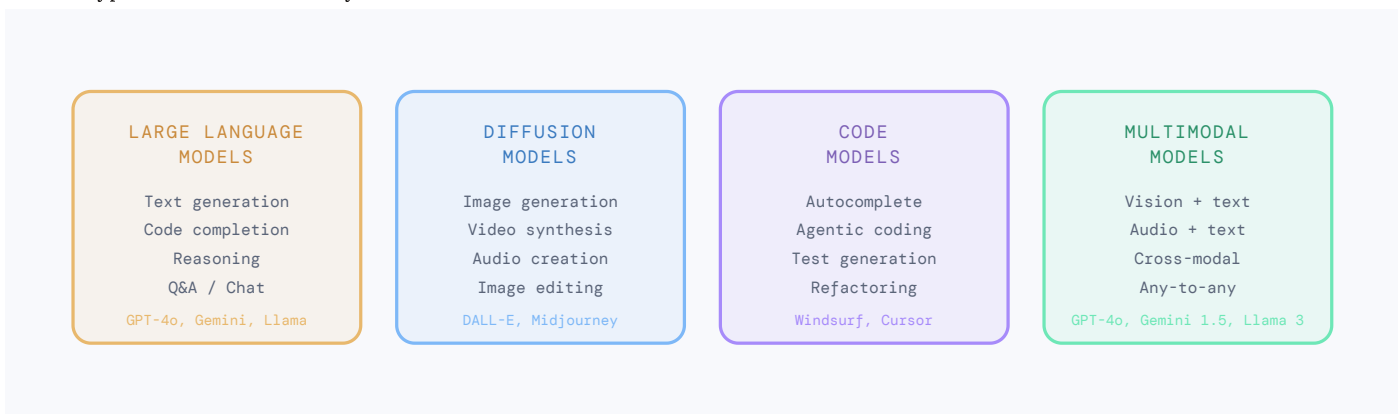 LARGE LANGUAGE
MODELS
Text generation
Code completion
Reasoning
Q&A / Chat
GPT-4o, Gemini, Llama
DIFFUSION
MODELS
Image generation
Video synthesis
Audio creation
Image editing
DALL-E, Midjourney
CODE
MODELS
Autocomplete
Agentic coding
Test generation
Refactoring
Windsurf, Cursor
MULTIMODAL
MODELS
Vision + text
Audio + text
Cross-modal
Any-to-any
GPT-4o, Gemini 1.5, Llama 3